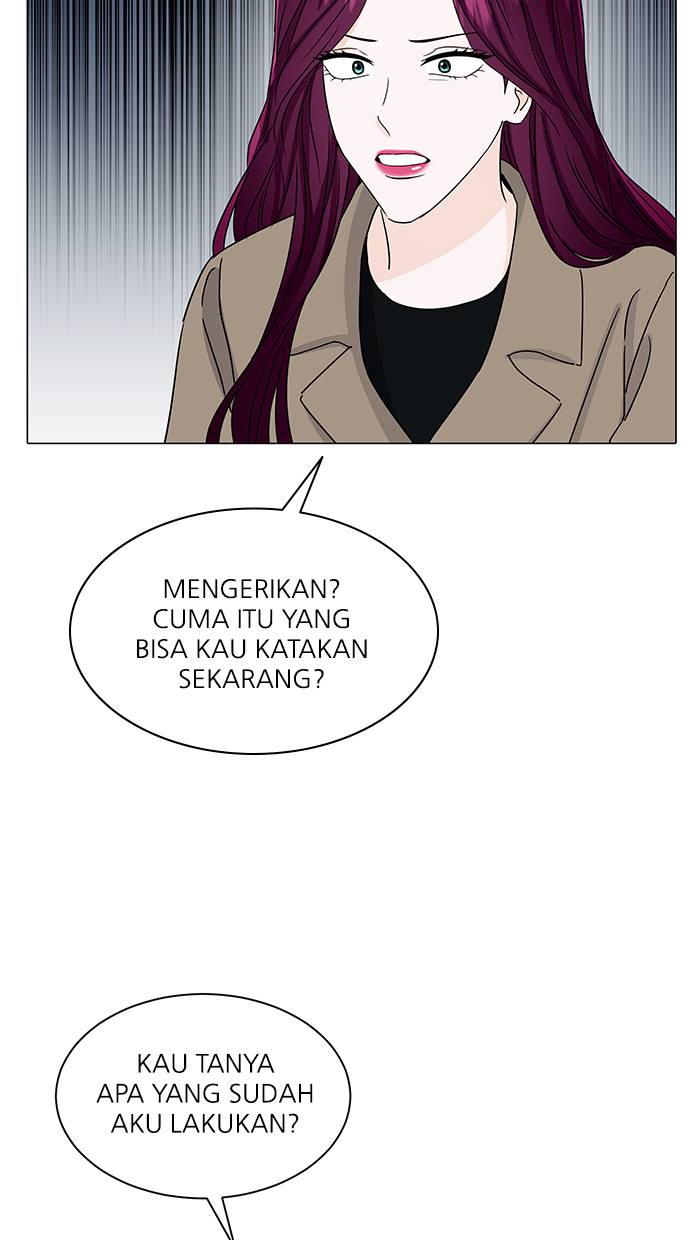 MENGERIKAN?
CUMA ITU YANG
BISA KAU KATAKAN
SEKARANG?
KAU TANYA
APA YANG SUDAH
AKU LAKUKAN?